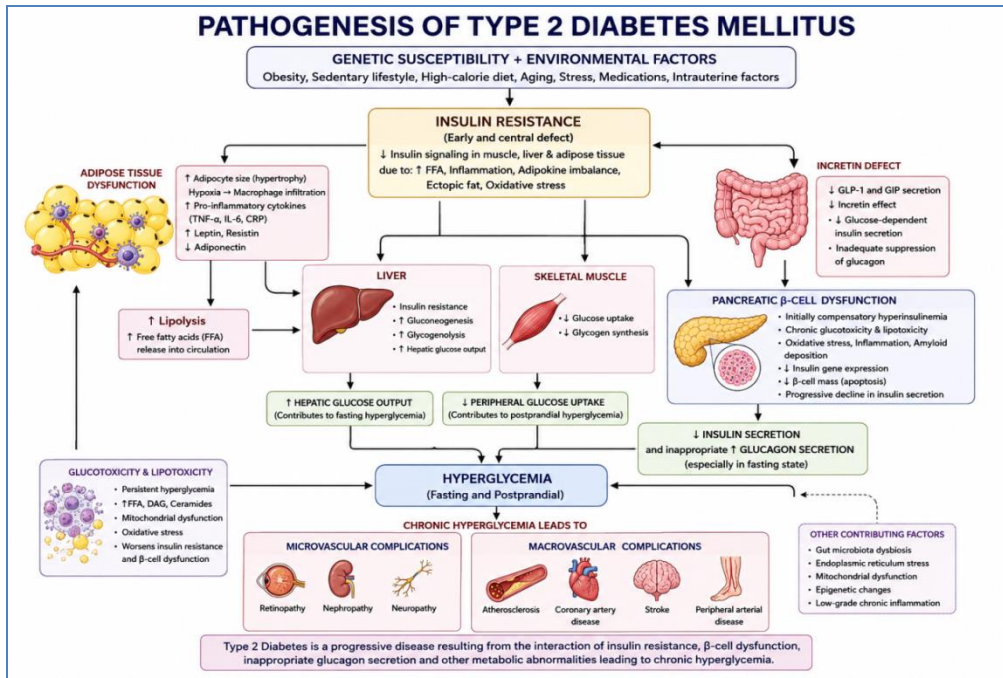 PATHOGENESIS OF TYPE 2 DIABETES MELLITUS
GENETIC SUSCEPTIBILITY + ENVIRONMENTAL FACTORS
Obesity, Sedentary lifestyle, High-calorie diet, Aging, Stress, Medications, Intrauterine factors
INSULIN RESISTANCE
(Early and central defect)
↓ Insulin signaling in muscle, liver & adipose tissue
due to: ↑ FFA, Inflammation, Adipokine imbalance,
Ectopic fat, Oxidative stress
ADIPOSE TISSUE
DYSFUNCTION
↑ Adipocyte size (hypertrophy)
Hypoxia → Macrophage infiltration
↑ Pro-inflammatory cytokines
(TNF-α, IL-6, CRP)
↑ Leptin, Resistin
↓ Adiponectin
INCRETIN DEFECT
↓ GLP-1 and GIP secretion
↓ Incretin effect
• ↓ Glucose-dependent
insulin secretion
• Inadequate suppression
of glucagon
↑ Lipolysis
↑ Free fatty acids (FFA)
release into circulation
LIVER
Insulin resistance
• ↑ Gluconeogenesis
• ↑ Glycogenolysis
• ↑ Hepatic glucose output
SKELETAL MUSCLE
• ↓ Glucose uptake
• ↓ Glycogen synthesis
PANCREATIC β-CELL DYSFUNCTION
• Initially compensatory hyperinsulinemia
• Chronic glucotoxicity & lipotoxicity
• Oxidative stress, Inflammation, Amyloid
deposition
• ↓ Insulin gene expression
• ↓ β-cell mass (apoptosis)
• Progressive decline in insulin secretion
↑ HEPATIC GLUCOSE OUTPUT
(Contributes to fasting hyperglycemia)
↓ PERIPHERAL GLUCOSE UPTAKE
(Contributes to postprandial hyperglycemia)
↓ INSULIN SECRETION
and inappropriate ↑ GLUCAGON SECRETION
(especially in fasting state)
GLUCOTOXICITY & LIPOTOXICITY
• Persistent hyperglycemia
• ↑FFA, DAG, Ceramides
• Mitochondrial dysfunction
• Oxidative stress
• Worsens insulin resistance
and β-cell dysfunction
HYPERGLYCEMIA
(Fasting and Postprandial)
CHRONIC HYPERGLYCEMIA LEADS TO
MICROVASCULAR COMPLICATIONS
Retinopathy
Nephropathy
Neuropathy
MACROVASCULAR COMPLICATIONS
Atherosclerosis
Coronary artery
disease
Stroke
Peripheral arterial
disease
OTHER CONTRIBUTING FACTORS
• Gut microbiota dysbiosis
• Endoplasmic reticulum stress
• Mitochondrial dysfunction
• Epigenetic changes
• Low-grade chronic inflammation
Type 2 Diabetes is a progressive disease resulting from the interaction of insulin resistance, β-cell dysfunction,
inappropriate glucagon secretion and other metabolic abnormalities leading to chronic hyperglycemia.